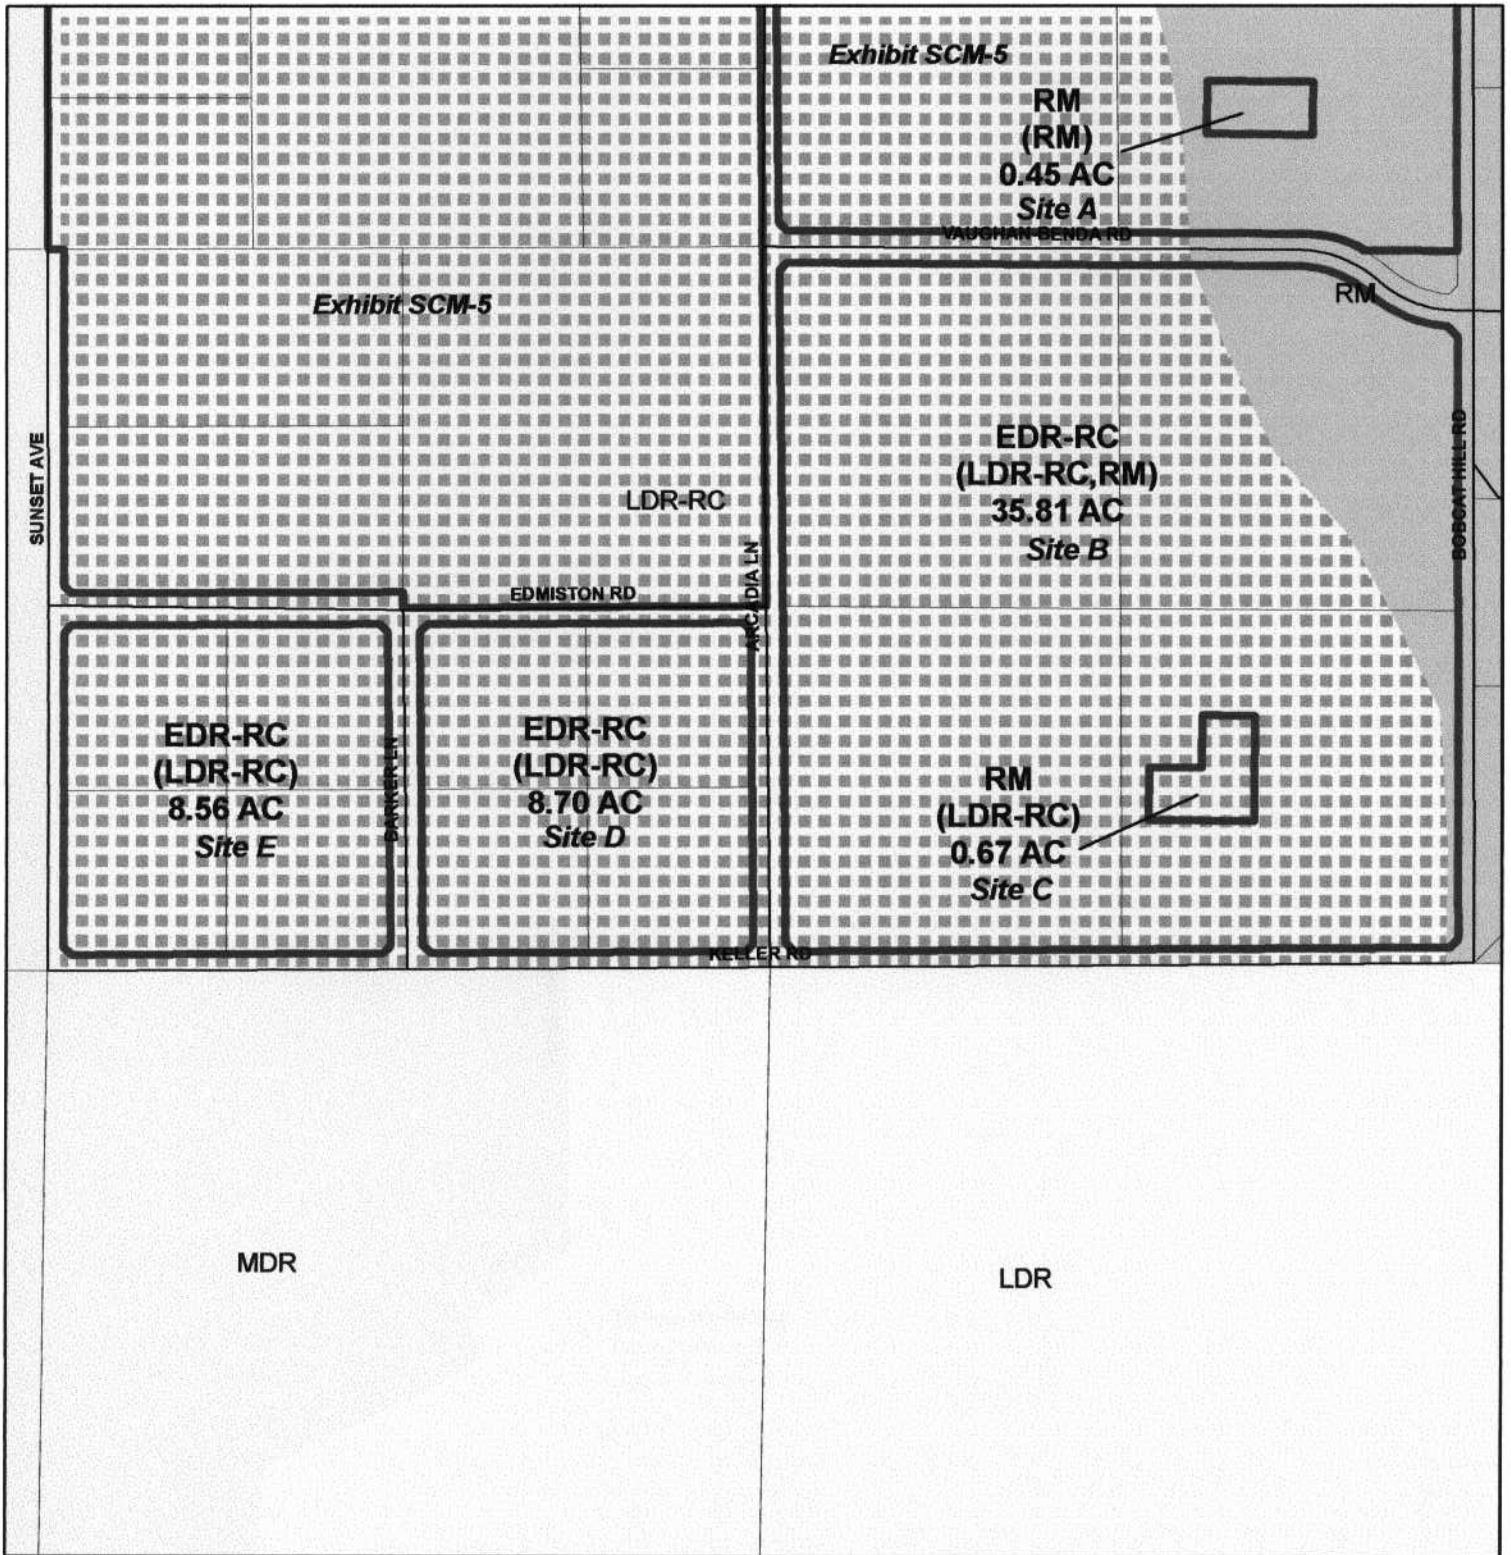 Exhibit SCM-5
RM
(RM)
0.45 AC
Site A
VAUGHAN-BENDA RD
RM
Exhibit SCM-5
SUNSET AVE
LDR-RC
EDR-RC
(LDR-RC,RM)
35.81 AC
Site B
BOBCAT HILL RD
ARCADIA LN
EDMISTON RD
EDR-RC
(LDR-RC)
8.56 AC
Site E
BARKER LN
EDR-RC
(LDR-RC)
8.70 AC
Site D
RM
(LDR-RC)
0.67 AC
Site C
KELLER RD
MDR
LDR